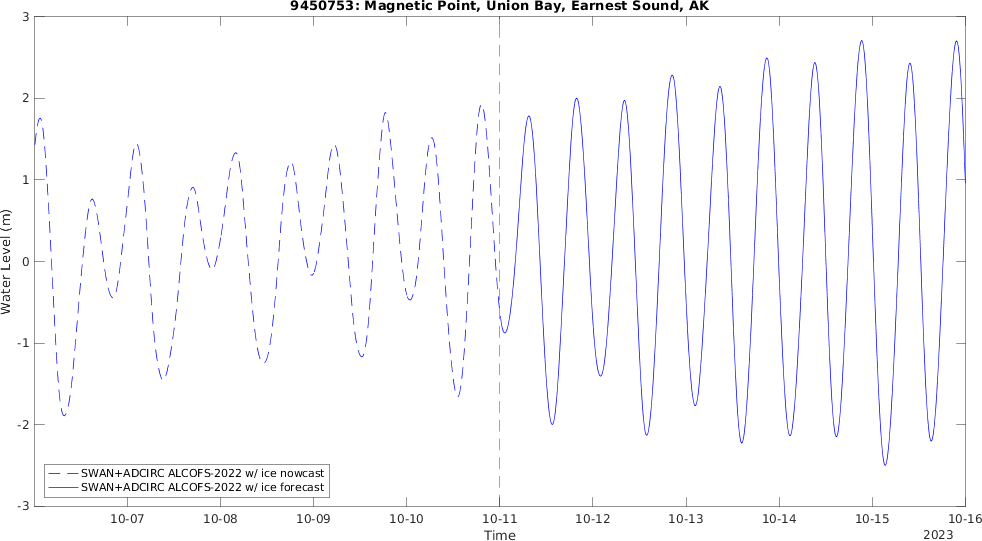 9450753: Magnetic Point, Union Bay, Earnest Sound, AK
3
2
1
0
-1
-2
-3
Water Level (m)
SWAN+ADCIRC ALCOFS-2022 w/ ice nowcast
SWAN+ADCIRC ALCOFS-2022 w/ ice forecast
10-07 10-08 10-09 10-10 10-11 10-12 10-13 10-14 10-15 10-16
Time
2023